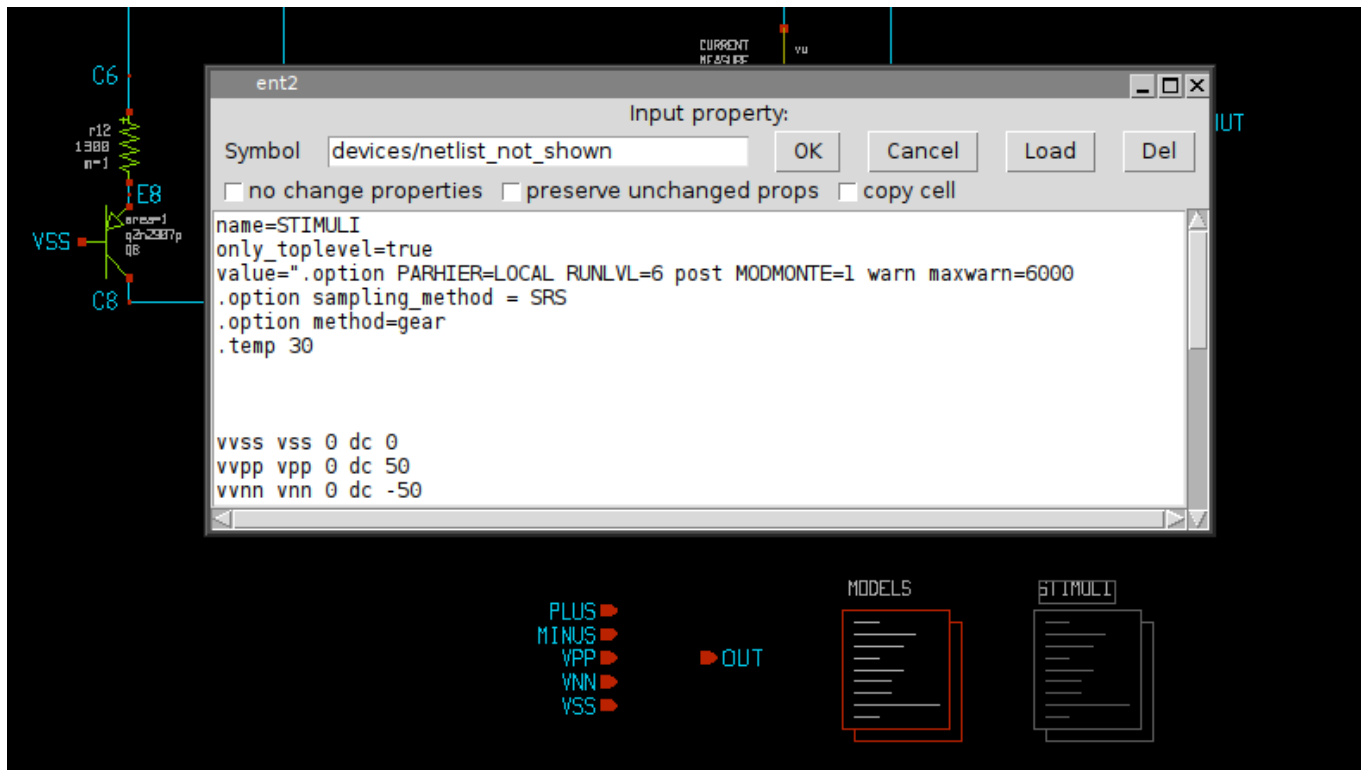 CURRENT
MEASURE
vu
C6
ent2
Input property:
r12
1300
m=1
Symbol devices/netlist_not_shown OK Cancel Load Del
no change properties preserve unchanged props copy cell
E8
area=1
q2n2907p
Q8
VSS
C8
name=STIMULI
only_toplevel=true
value=".option PARHIER=LOCAL RUNLVL=6 post MODMONTE=1 warn maxwarn=6000
.option sampling_method = SRS
.option method=gear
.temp 30
vvss vss 0 dc 0
vvpp vpp 0 dc 50
vvnn vnn 0 dc -50
MODELS
STIMULI
PLUS
MINUS
VPP
OUT
VNN
VSS